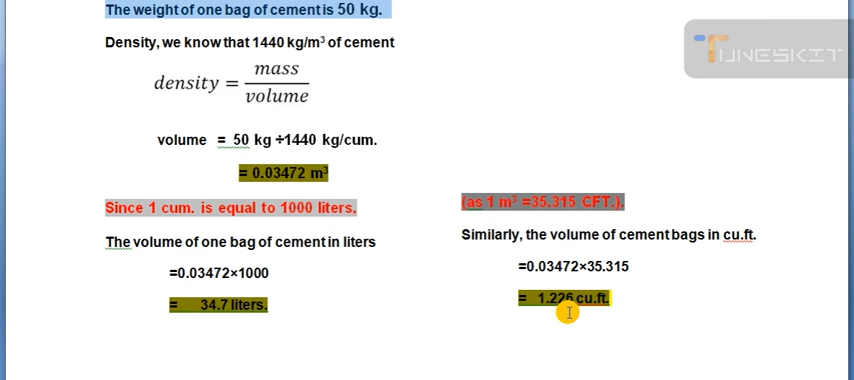 The weight of one bag of cement is 50 kg.
Density, we know that 1440 kg/m³ of cement
density = mass / volume
volume = 50 kg ÷1440 kg/cum.
= 0.03472 m³
Since 1 cum. is equal to 1000 liters.
The volume of one bag of cement in liters
=0.03472×1000
= 34.7 liters.
(as 1 m³ =35.315 CFT.).
Similarly, the volume of cement bags in cu.ft.
=0.03472×35.315
= 1.226 cu.ft.
TUNESKIT